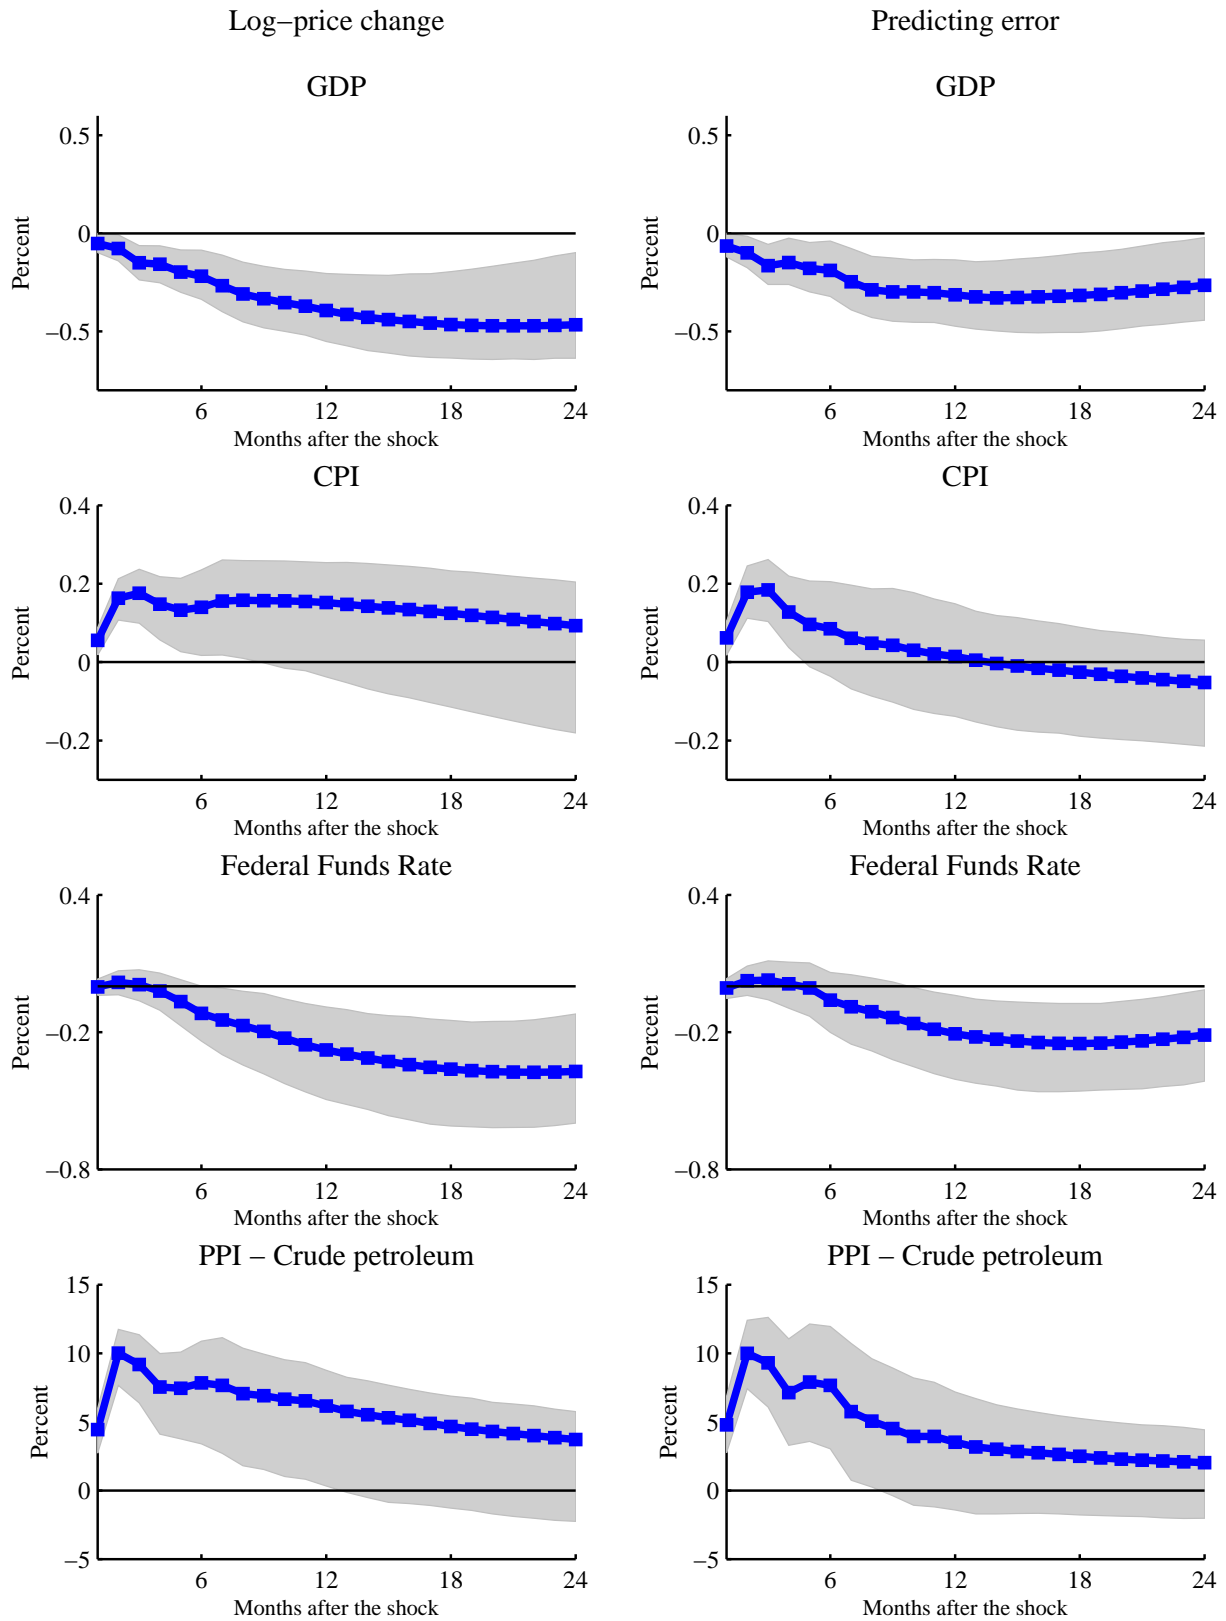 Log−price change
Predicting error
GDP
GDP
0.5
0
−0.5
Percent
6 12 18 24
Months after the shock
0.5
0
−0.5
Percent
6 12 18 24
Months after the shock
CPI
CPI
0.4
0.2
0
−0.2
Percent
6 12 18 24
Months after the shock
0.4
0.2
0
−0.2
Percent
6 12 18 24
Months after the shock
Federal Funds Rate
Federal Funds Rate
0.4
−0.2
−0.8
Percent
6 12 18 24
Months after the shock
0.4
−0.2
−0.8
Percent
6 12 18 24
Months after the shock
PPI − Crude petroleum
PPI − Crude petroleum
15
10
5
0
−5
Percent
6 12 18 24
Months after the shock
15
10
5
0
−5
Percent
6 12 18 24
Months after the shock